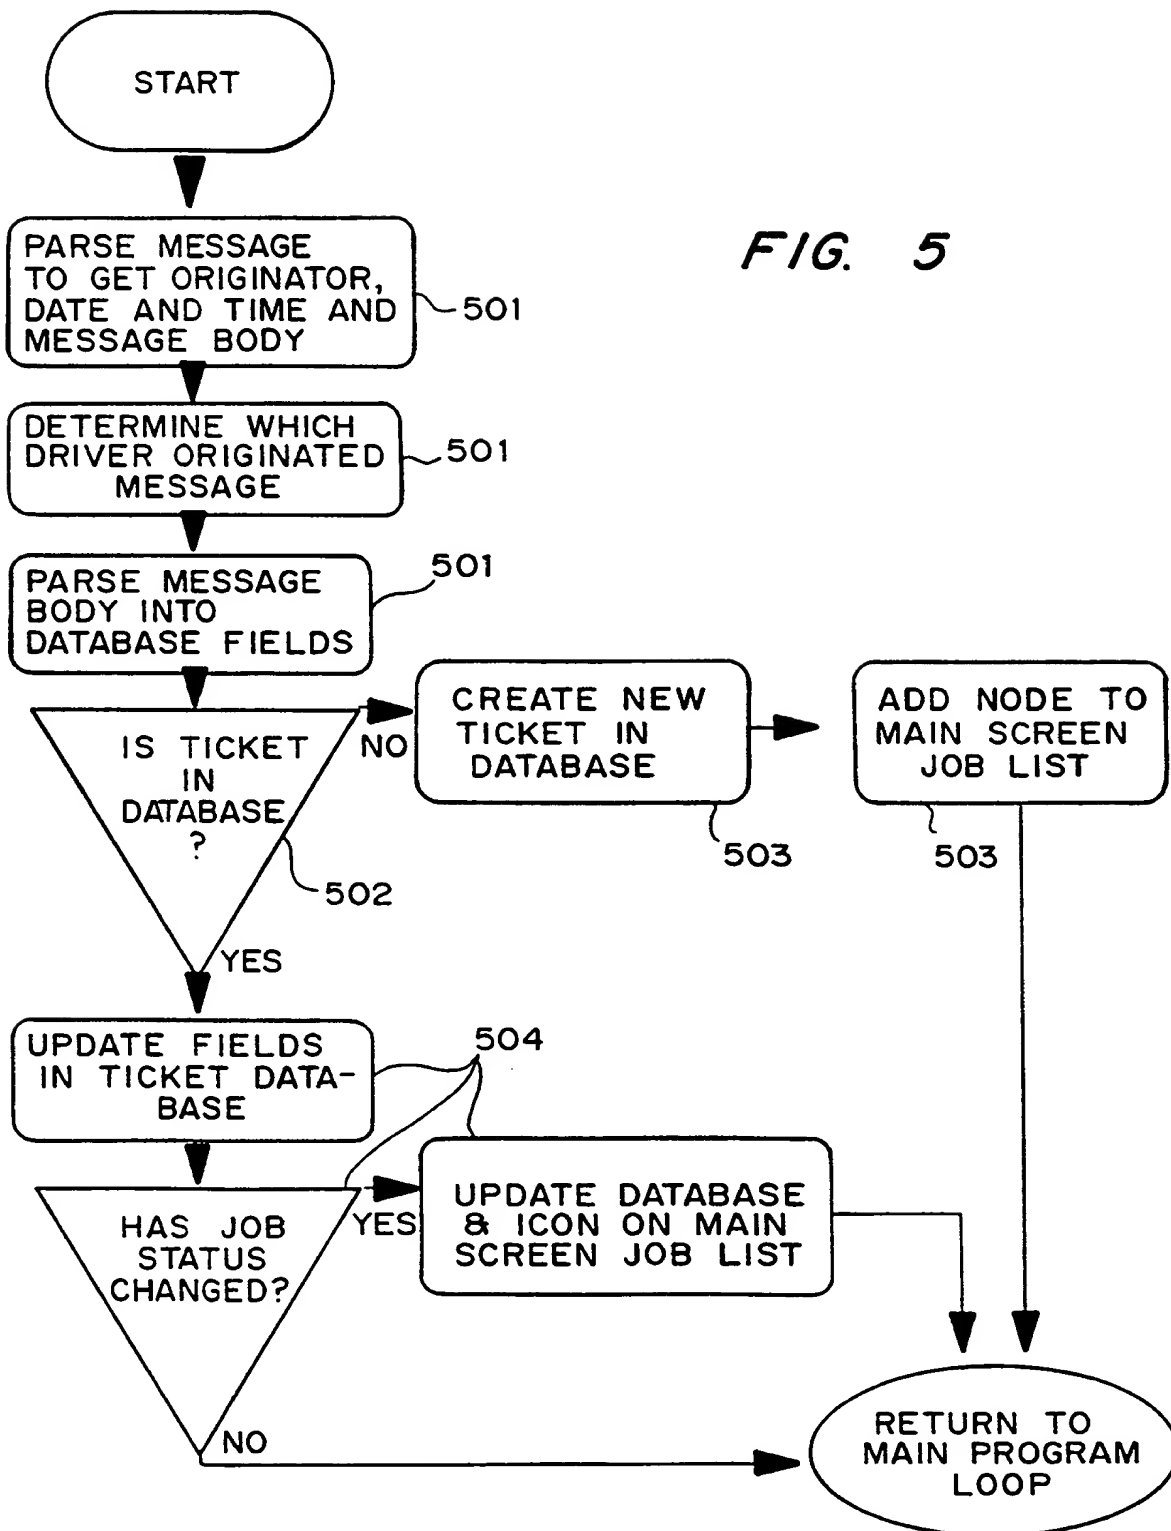 START
FIG. 5
PARSE MESSAGE
TO GET ORIGINATOR,
DATE AND TIME AND
MESSAGE BODY
501
DETERMINE WHICH
DRIVER ORIGINATED
MESSAGE
501
PARSE MESSAGE
BODY INTO
DATABASE FIELDS
501
IS TICKET
IN
DATABASE
?
502
NO
CREATE NEW
TICKET IN
DATABASE
503
ADD NODE TO
MAIN SCREEN
JOB LIST
503
YES
UPDATE FIELDS
IN TICKET DATA-
BASE
504
HAS JOB
STATUS
CHANGED?
YES
UPDATE DATABASE
& ICON ON MAIN
SCREEN JOB LIST
NO
RETURN TO
MAIN PROGRAM
LOOP